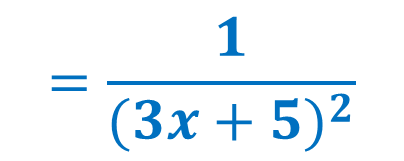 = 1/(3x + 5)²